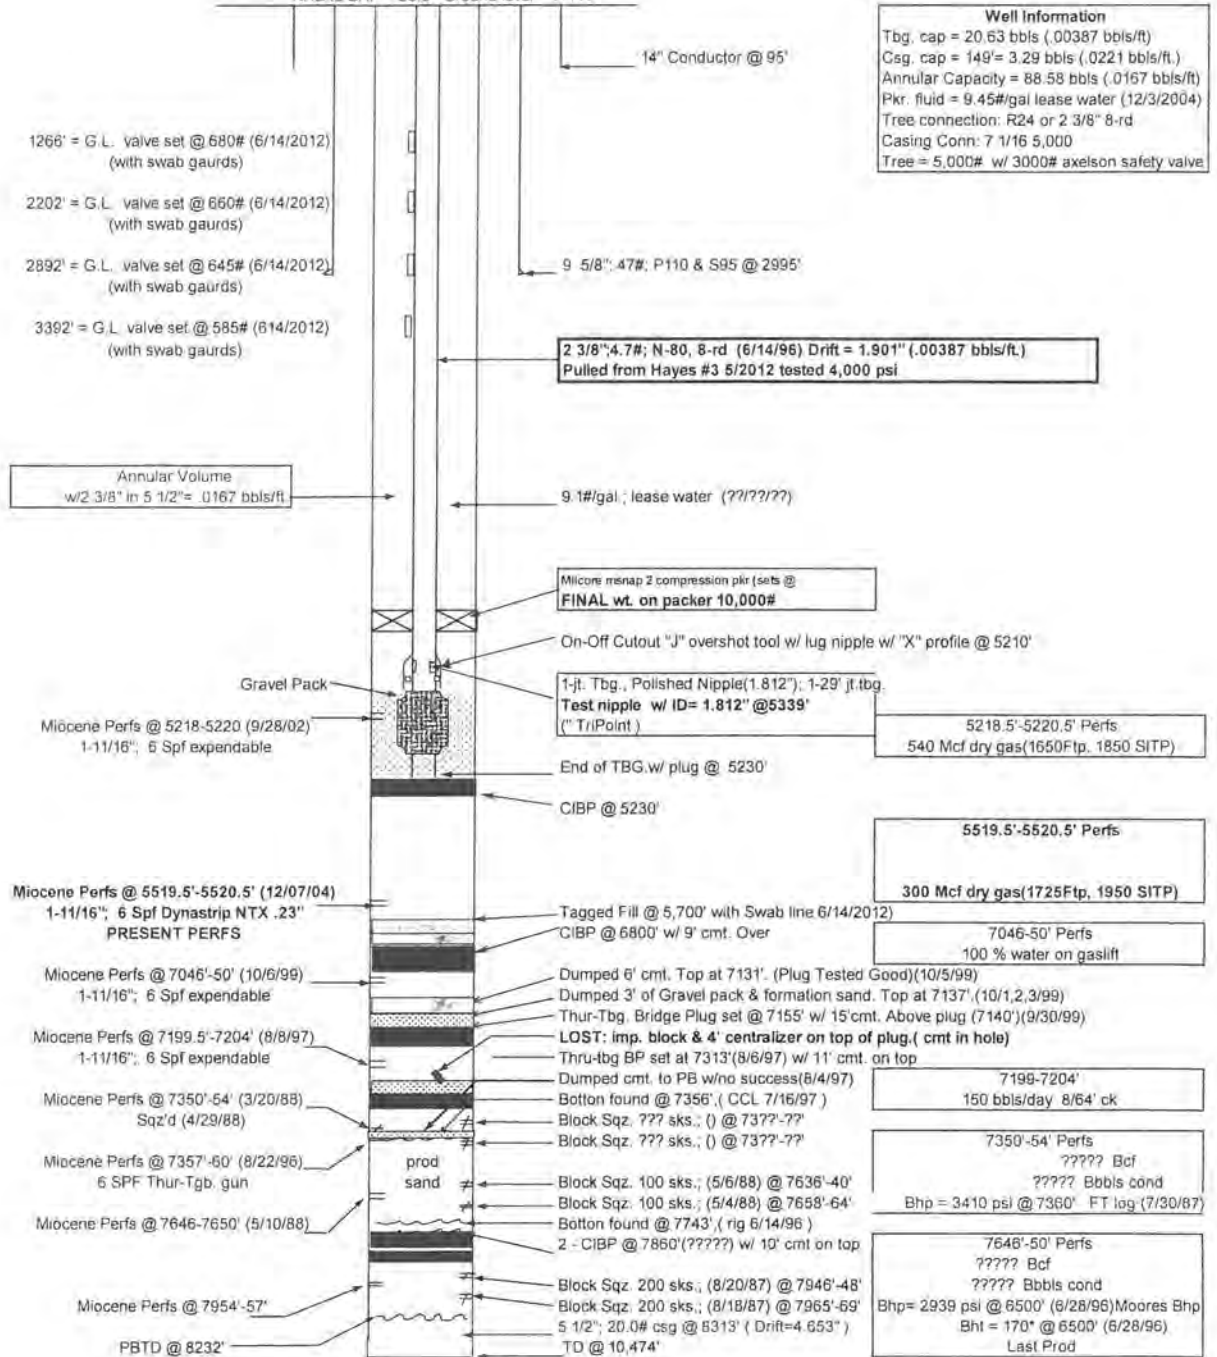 Well Information
Tbg. cap = 20.63 bbls (.00387 bbls/ft)
Csg. cap = 149'= 3.29 bbls (.0221 bbls/ft.)
Annular Capacity = 88.58 bbls (.0167 bbls/ft)
Pkr. fluid = 9.45#/gal lease water (12/3/2004)
Tree connection: R24 or 2 3/8" 8-rd
Casing Conn: 7 1/16 5,000
Tree = 5,000# w/ 3000# axelson safety valve
14" Conductor @ 95'
1266' = G.L. valve set @ 680# (6/14/2012)
(with swab gaurds)
2202' = G.L. valve set @ 660# (6/14/2012)
(with swab gaurds)
2892' = G.L. valve set @ 645# (6/14/2012)
(with swab gaurds)
9 5/8"; 47#; P110 & S95 @ 2995'
3392' = G.L. valve set @ 585# (614/2012)
(with swab gaurds)
2 3/8";4.7#; N-80, 8-rd (6/14/96) Drift = 1.901" (.00387 bbls/ft.)
Pulled from Hayes #3 5/2012 tested 4,000 psi
Annular Volume
w/2 3/8" in 5 1/2"= .0167 bbls/ft
9.1#/gal ; lease water (??/??/??)
Milcore msnap 2 compression pkr (sets @
FINAL wt. on packer 10,000#
On-Off Cutout "J" overshot tool w/ lug nipple w/ "X" profile @ 5210'
Gravel Pack
1-jt. Tbg., Polished Nipple(1.812"); 1-29' jt.tbg.
Test nipple w/ ID= 1.812" @5339'
(" TriPoint )
Miocene Perfs @ 5218-5220 (9/28/02)
1-11/16"; 6 Spf expendable
5218.5'-5220.5' Perfs
540 Mcf dry gas(1650Ftp, 1850 SITP)
End of TBG.w/ plug @ 5230'
CIBP @ 5230'
5519.5'-5520.5' Perfs
300 Mcf dry gas(1725Ftp, 1950 SITP)
Miocene Perfs @ 5519.5'-5520.5' (12/07/04)
1-11/16"; 6 Spf Dynastrip NTX .23"
PRESENT PERFS
Tagged Fill @ 5,700' with Swab line 6/14/2012)
CIBP @ 6800' w/ 9' cmt. Over
7046-50' Perfs
100 % water on gaslift
Miocene Perfs @ 7046'-50' (10/6/99)
1-11/16"; 6 Spf expendable
Dumped 6' cmt. Top at 7131'. (Plug Tested Good)(10/5/99)
Dumped 3' of Gravel pack & formation sand. Top at 7137'.(10/1,2,3/99)
Thur-Tbg. Bridge Plug set @ 7155' w/ 15'cmt. Above plug (7140')(9/30/99)
Miocene Perfs @ 7199.5'-7204' (8/8/97)
1-11/16"; 6 Spf expendable
LOST: imp. block & 4' centralizer on top of plug.( cmt in hole)
Thru-tbg BP set at 7313'(8/6/97) w/ 11' cmt. on top
Dumped cmt. to PB w/no success(8/4/97)
Botton found @ 7356',( CCL 7/16/97 )
7199-7204'
150 bbls/day 8/64' ck
Miocene Perfs @ 7350'-54' (3/20/88)
Sqz'd (4/29/88)
Block Sqz. ??? sks.; () @ 73??'-??'
Block Sqz. ??? sks.; () @ 73??'-??'
7350'-54' Perfs
????? Bcf
????? Bbbls cond
Bhp = 3410 psi @ 7360' FT log (7/30/87)
Miocene Perfs @ 7357'-60' (8/22/96)
6 SPF Thur-Tgb. gun
prod
sand
Block Sqz. 100 sks.; (5/6/88) @ 7636'-40'
Block Sqz. 100 sks.; (5/4/88) @ 7658'-64'
Miocene Perfs @ 7646-7650' (5/10/88)
Botton found @ 7743',( rig 6/14/96 )
2 - CIBP @ 7860'(?????) w/ 10' cmt on top
7646'-50' Perfs
????? Bcf
????? Bbbls cond
Bhp= 2939 psi @ 6500' (6/28/96)Moores Bhp
Bht = 170* @ 6500' (6/28/96)
Last Prod
Block Sqz. 200 sks.; (8/20/87) @ 7946'-48'
Block Sqz. 200 sks.; (8/18/87) @ 7965'-69'
Miocene Perfs @ 7954'-57'
5 1/2"; 20.0# csg @ 8313' ( Drift=4.653" )
PBTD @ 8232'
TD @ 10,474'